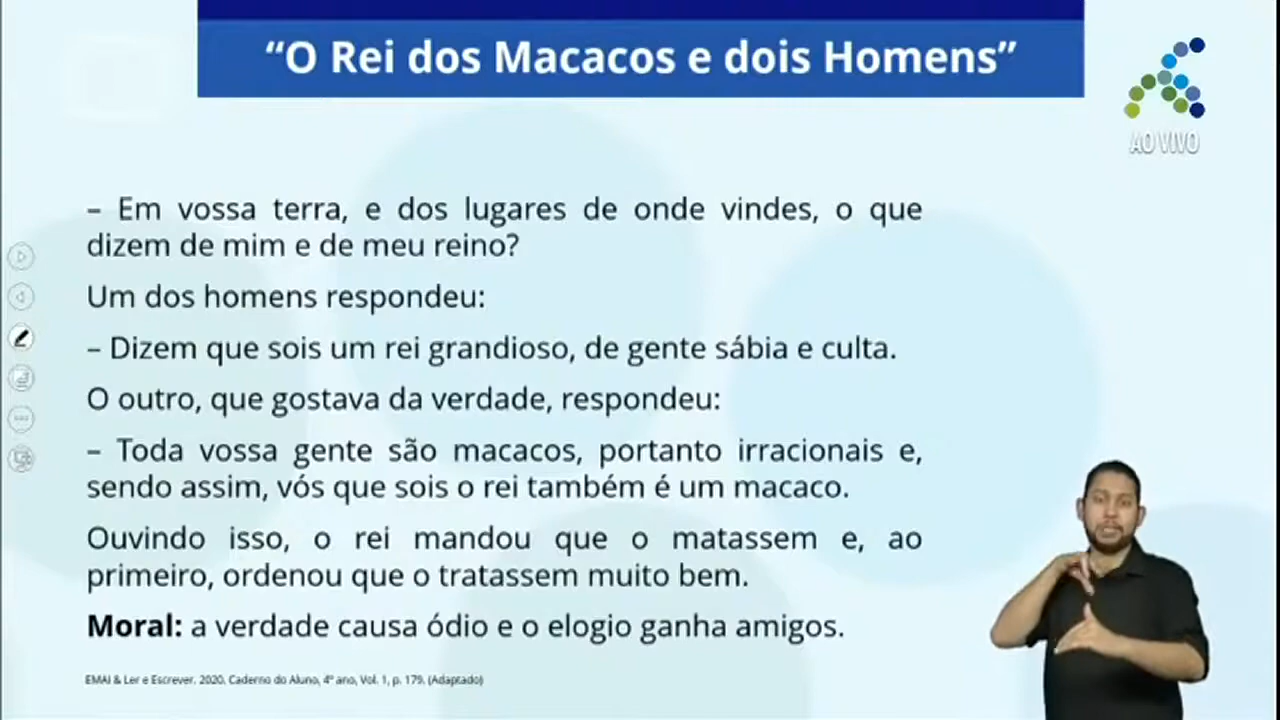 “O Rei dos Macacos e dois Homens”
AO VIVO
– Em vossa terra, e dos lugares de onde vindes, o que
dizem de mim e de meu reino?
Um dos homens respondeu:
– Dizem que sois um rei grandioso, de gente sábia e culta.
O outro, que gostava da verdade, respondeu:
– Toda vossa gente são macacos, portanto irracionais e,
sendo assim, vós que sois o rei também é um macaco.
Ouvindo isso, o rei mandou que o matassem e, ao
primeiro, ordenou que o tratassem muito bem.
Moral: a verdade causa ódio e o elogio ganha amigos.
EMAI & Ler e Escrever. 2020. Caderno do Aluno, 4º ano, Vol. 1, p. 179. (Adaptado)